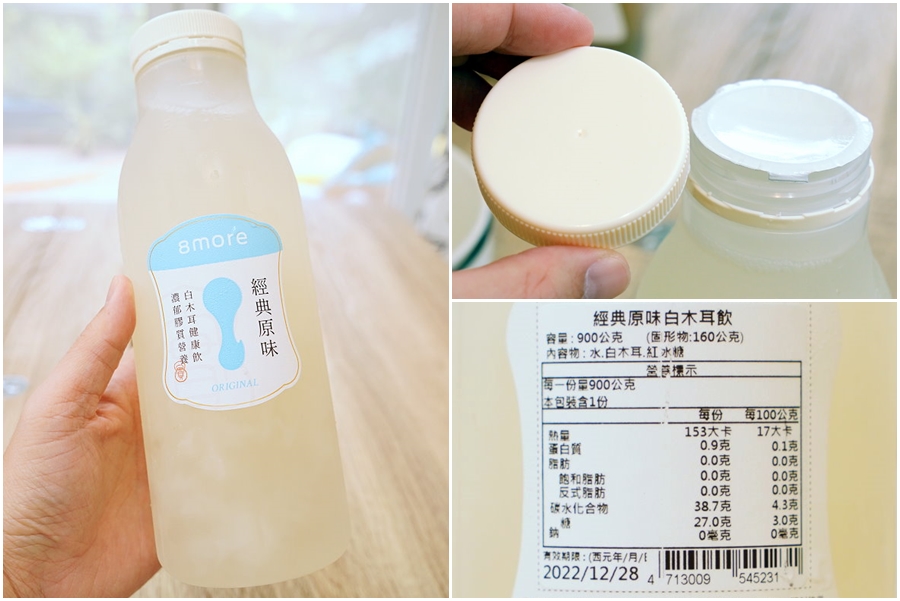 8more
經典原味
白木耳健康飲
濃郁膠質營養
ORIGINAL
經典原味白木耳飲
容量:900公克 (固形物:160公克)
內容物:水.白木耳.紅冰糖
營養標示
每一份量900公克
本包裝含1份
每份 每100公克
熱量 153大卡 17大卡
蛋白質 0.9克 0.1克
脂肪 0.0克 0.0克
飽和脂肪 0.0克 0.0克
反式脂肪 0.0克 0.0克
碳水化合物 38.7克 4.3克
糖 27.0克 3.0克
鈉 0毫克 0毫克
有效期限:(西元年/月/
2022/12/28
4 713009 545231